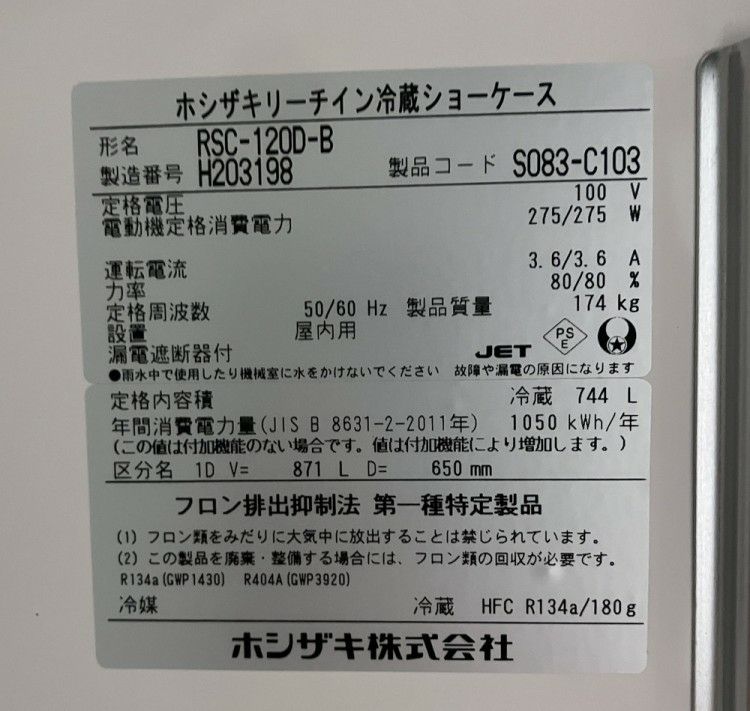 ホシザキリーチイン冷蔵ショーケース
形名 RSC-120D-B
製造番号 H203198 製品コード S083-C103
定格電圧 100 V
電動機定格消費電力 275/275 W
運転電流 3.6/3.6 A
力率 80/80 %
定格周波数 50/60 Hz 製品質量 174 kg
設置 屋内用
漏電遮断器付 JET PS E
●雨水中で使用したり機械室に水をかけないでください 故障や漏電の原因になります
定格内容積 冷蔵 744 L
年間消費電力量(JIS B 8631-2-2011年) 1050 kWh/年
(この値は付加機能のない場合です。値は付加機能により増加します。)
区分名 1D V= 871 L D= 650 mm
フロン排出抑制法 第一種特定製品
(1) フロン類をみだりに大気中に放出することは禁じられています。
(2) この製品を廃棄・整備する場合には、フロン類の回収が必要です。
R134a(GWP1430) R404A(GWP3920)
冷媒 冷蔵 HFC R134a/180g
ホシザキ株式会社